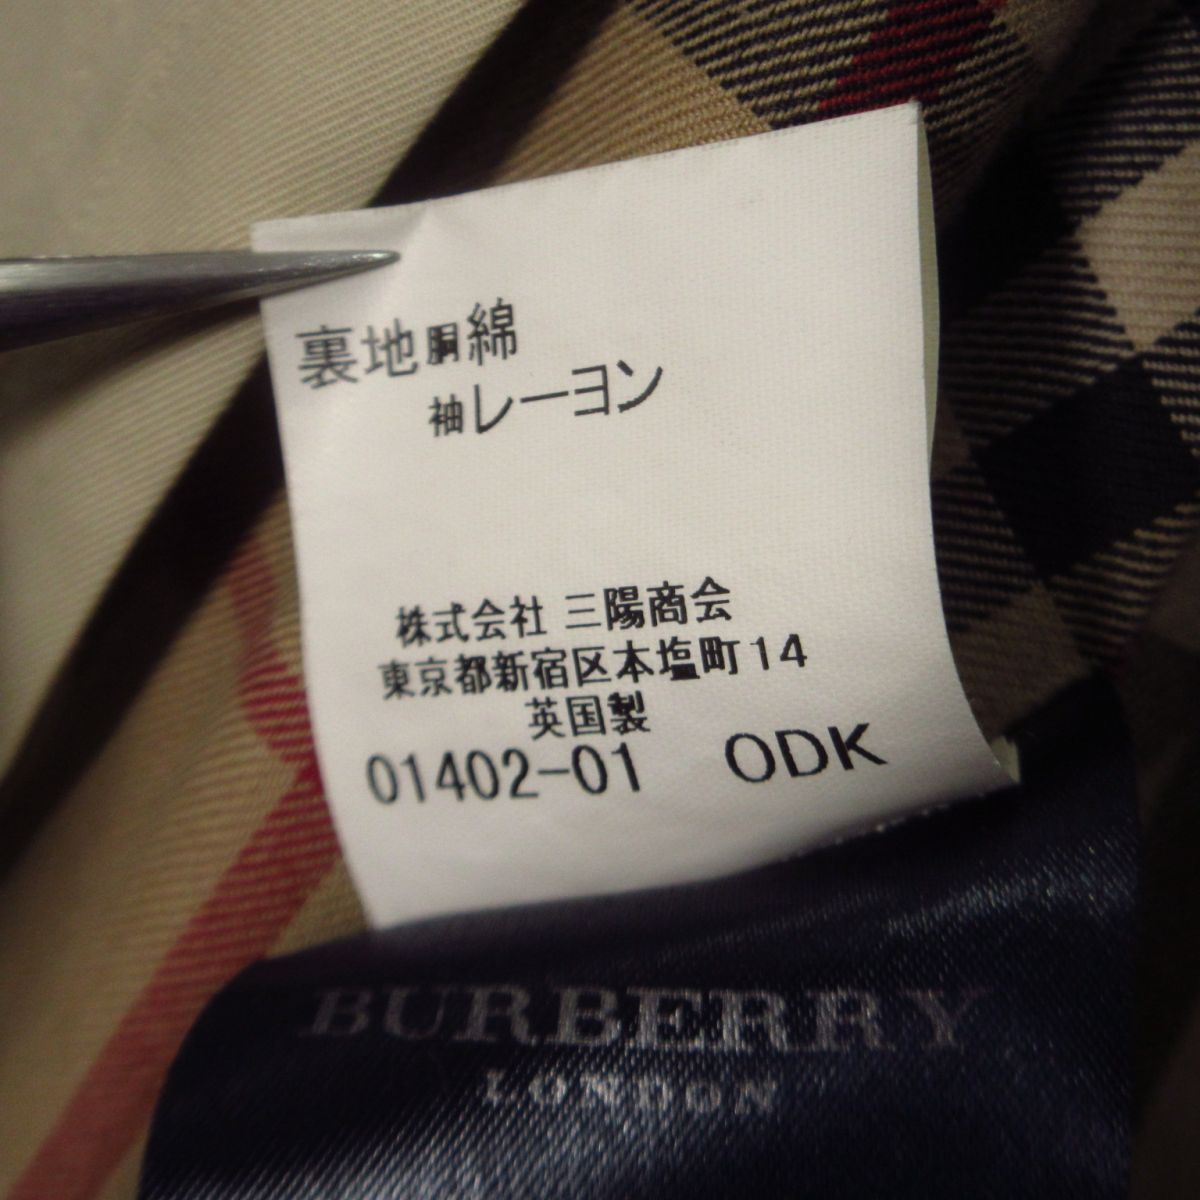 裏地胴綿
袖レーヨン
株式会社 三陽商会
東京都新宿区本塩町14
英国製
01402-01 ODK
BURBERRY
LONDON